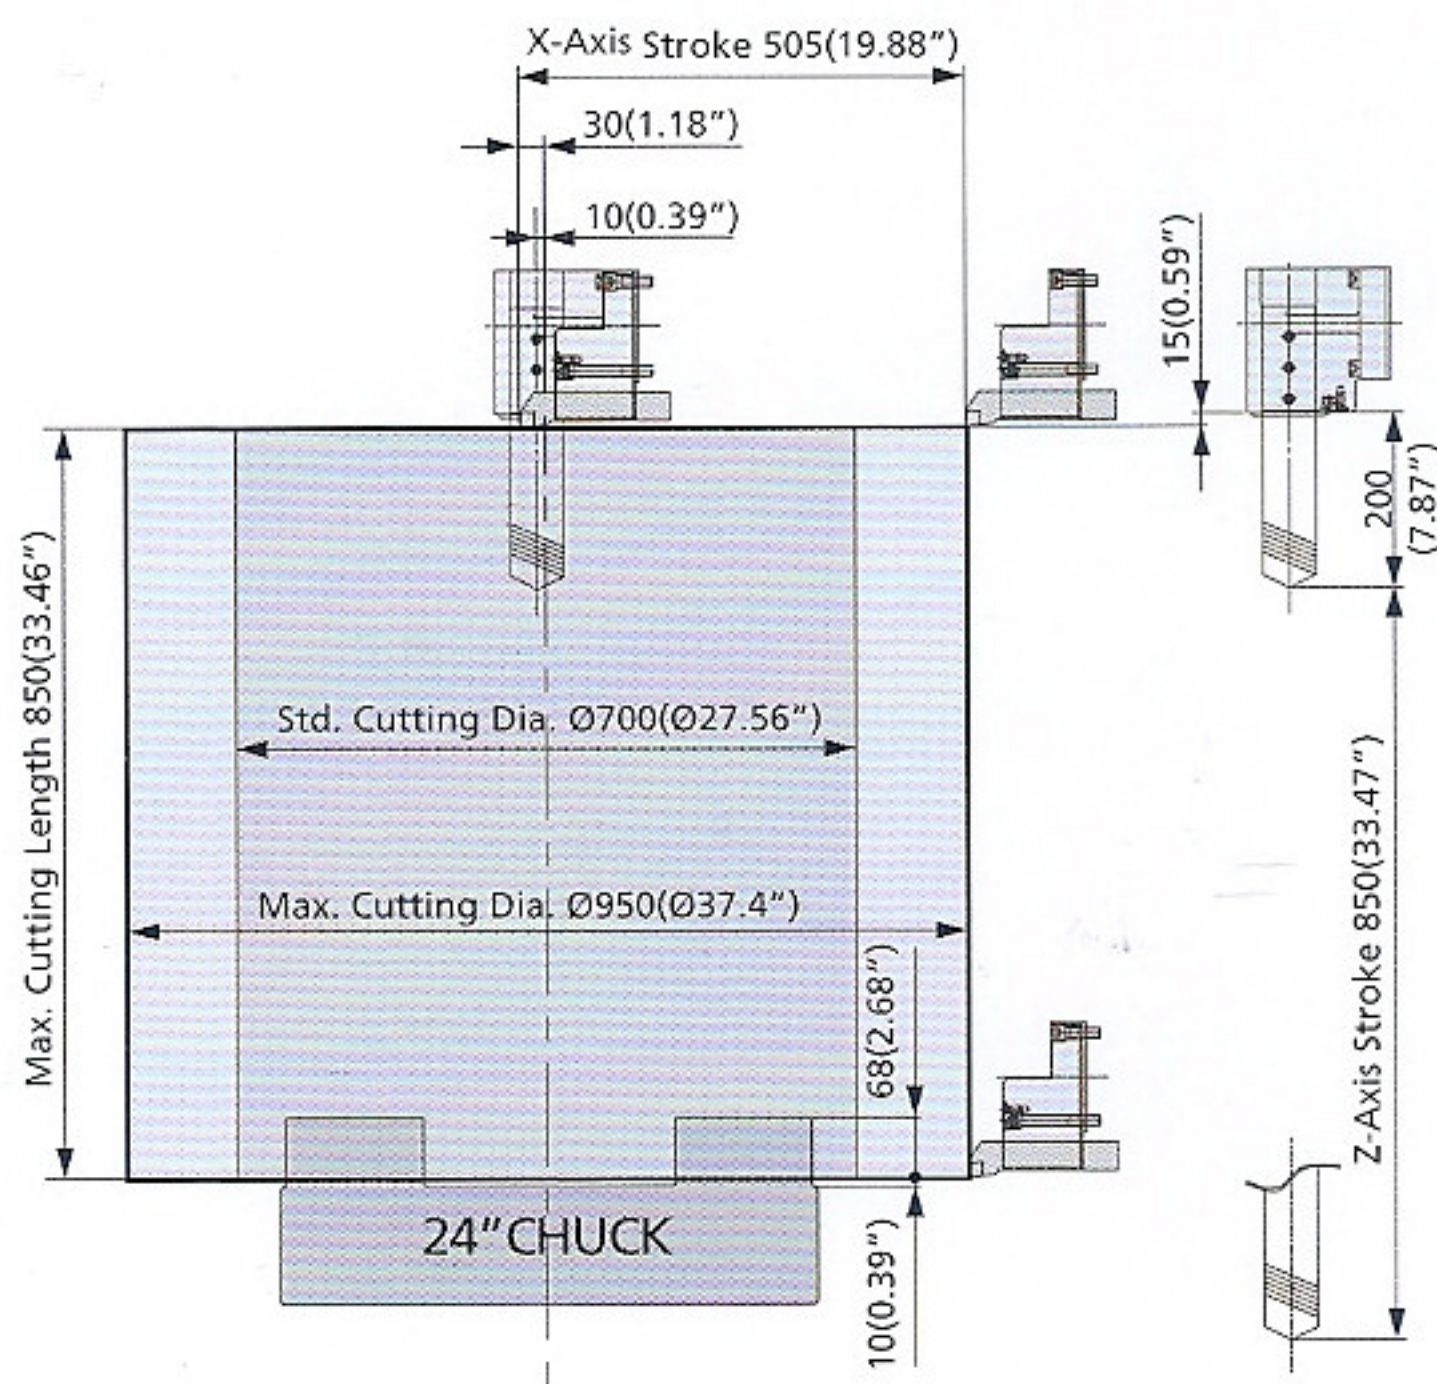 X-Axis Stroke 505(19.88")
30(1.18")
10(0.39")
15(0.59")
200
(7.87")
Max. Cutting Length 850(33.46")
Std. Cutting Dia. Ø700(Ø27.56")
Max. Cutting Dia. Ø950(Ø37.4")
68(2.68")
Z-Axis Stroke 850(33.47")
24"CHUCK
10(0.39")